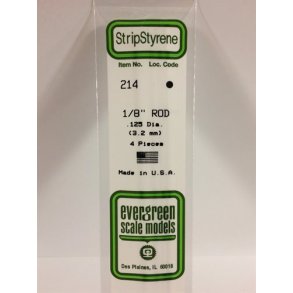 StripStyrene
Item No. Loc. Code
214
1/8" ROD
.125 Dia.
(3.2 mm)
4 Pieces
Made in U.S.A.
evergreen
scale models
Des Plaines, IL 60018